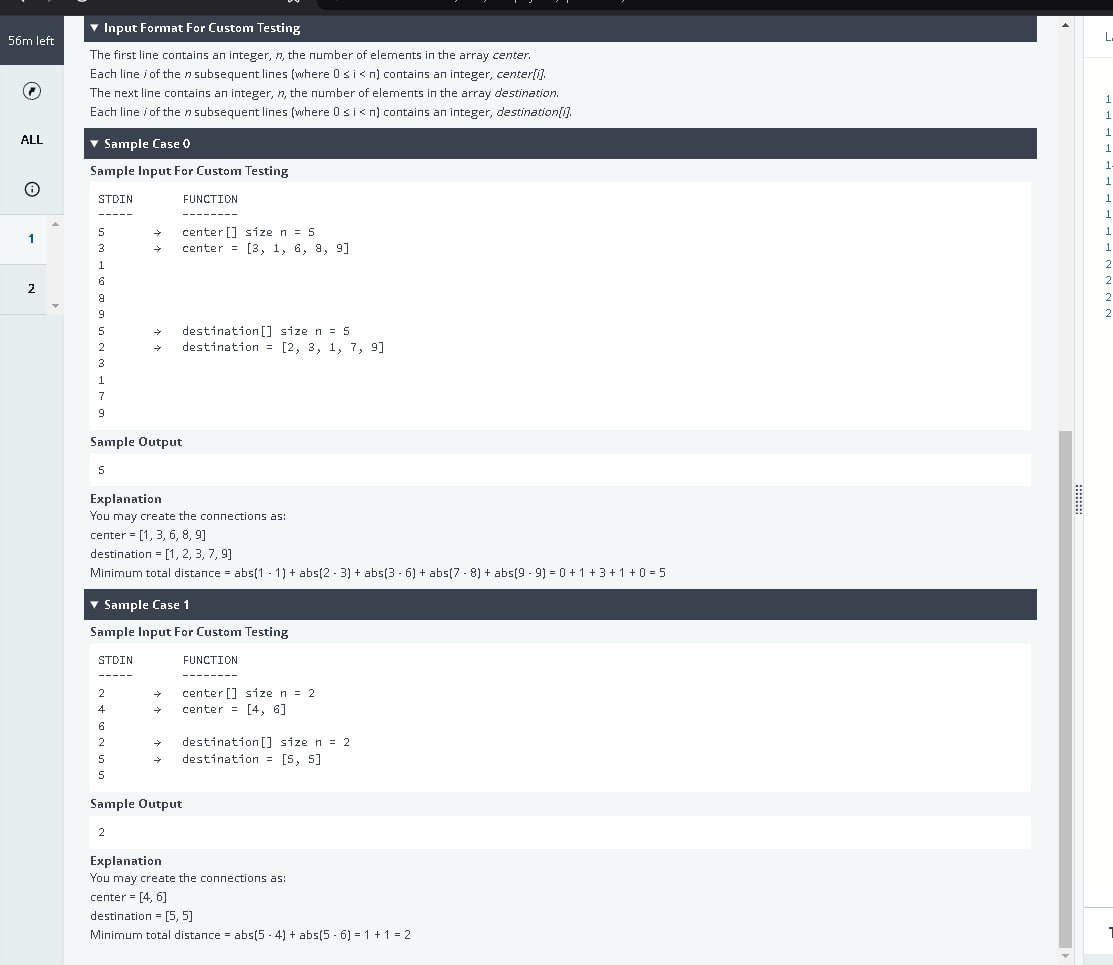 56m left
ALL
1
2
▼ Input Format For Custom Testing
The first line contains an integer, n, the number of elements in the array center.
Each line i of the n subsequent lines (where 0 ≤ i < n) contains an integer, center[i].
The next line contains an integer, n, the number of elements in the array destination.
Each line i of the n subsequent lines (where 0 ≤ i < n) contains an integer, destination[i].
▼ Sample Case 0
Sample Input For Custom Testing
STDIN FUNCTION
----- --------
5 → center[] size n = 5
3 → center = [3, 1, 6, 8, 9]
1
6
8
9
5 → destination[] size n = 5
2 → destination = [2, 3, 1, 7, 9]
3
1
7
9
Sample Output
5
Explanation
You may create the connections as:
center = [1, 3, 6, 8, 9]
destination = [1, 2, 3, 7, 9]
Minimum total distance = abs(1 - 1) + abs(2 - 3) + abs(3 - 6) + abs(7 - 8) + abs(9 - 9) = 0 + 1 + 3 + 1 + 0 = 5
▼ Sample Case 1
Sample Input For Custom Testing
STDIN FUNCTION
----- --------
2 → center[] size n = 2
4 → center = [4, 6]
6
2 → destination[] size n = 2
5 → destination = [5, 5]
5
Sample Output
2
Explanation
You may create the connections as:
center = [4, 6]
destination = [5, 5]
Minimum total distance = abs(5 - 4) + abs(5 - 6) = 1 + 1 = 2